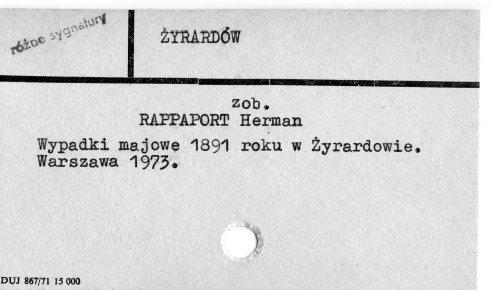 różne sygnatury
ŻYRARDÓW
zob.
RAPPAPORT Herman
Wypadki majowe 1891 roku w Żyrardowie.
Warszawa 1973.
DUJ 867/71 15 000